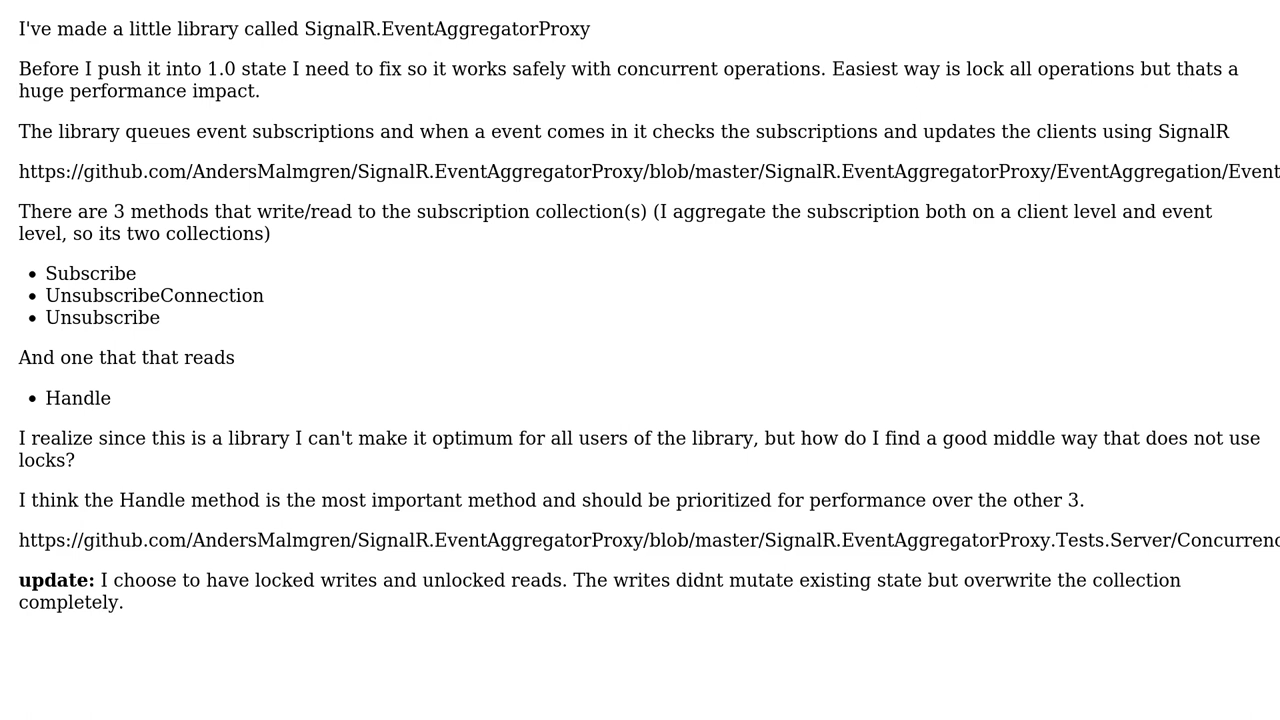 I've made a little library called SignalR.EventAggregatorProxy
Before I push it into 1.0 state I need to fix so it works safely with concurrent operations. Easiest way is lock all operations but thats a
huge performance impact.
The library queues event subscriptions and when a event comes in it checks the subscriptions and updates the clients using SignalR
https://github.com/AndersMalmgren/SignalR.EventAggregatorProxy/blob/master/SignalR.EventAggregatorProxy/EventAggregation/Event
There are 3 methods that write/read to the subscription collection(s) (I aggregate the subscription both on a client level and event
level, so its two collections)
• Subscribe
• UnsubscribeConnection
• Unsubscribe
And one that that reads
• Handle
I realize since this is a library I can't make it optimum for all users of the library, but how do I find a good middle way that does not use
locks?
I think the Handle method is the most important method and should be prioritized for performance over the other 3.
https://github.com/AndersMalmgren/SignalR.EventAggregatorProxy/blob/master/SignalR.EventAggregatorProxy.Tests.Server/Concurrenc
update: I choose to have locked writes and unlocked reads. The writes didnt mutate existing state but overwrite the collection
completely.